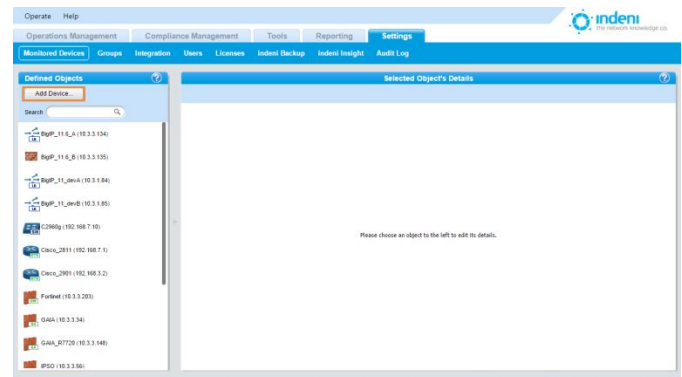 Operate Help
indeni
the network knowledge co.
Operations Management Compliance Management Tools Reporting Settings
Monitored Devices Groups Integration Users Licenses indeni Backup indeni Insight Audit Log
Defined Objects ?
Selected Object's Details ?
Add Device...
Search
BigIP_11.6_A (10.3.3.134)
BigIP_11.6_B (10.3.3.135)
BigIP_11_devA (10.3.1.84)
BigIP_11_devB (10.3.1.85)
C2960g (192.168.7.10)
Cisco_2811 (192.168.7.1)
Cisco_2901 (192.168.3.2)
Fortinet (10.3.3.203)
GAIA (10.3.3.34)
GAIA_R7720 (10.3.3.148)
IPSO (10.3.3.56)
Please choose an object to the left to edit its details.